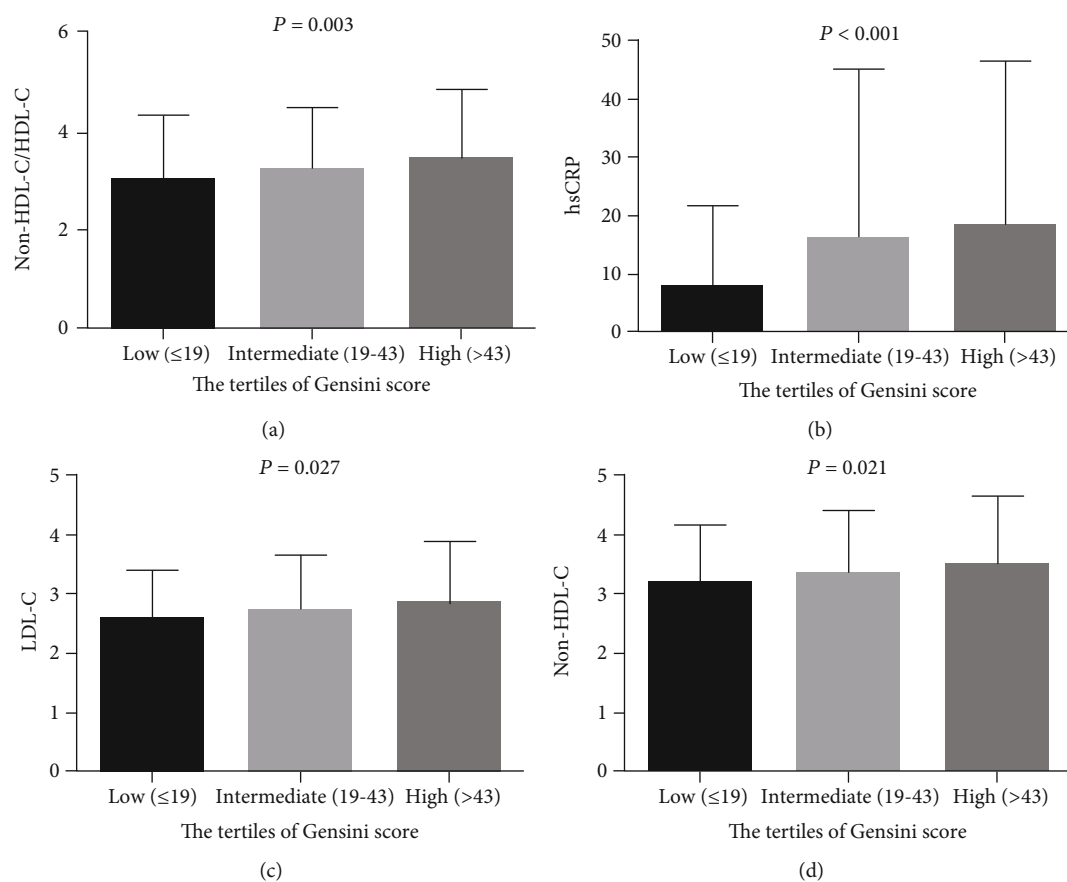 P = 0.003
6
4
2
0
Non-HDL-C/HDL-C
Low (≤19) Intermediate (19-43) High (>43)
The tertiles of Gensini score
(a)
P < 0.001
50
40
30
20
10
0
hsCRP
Low (≤19) Intermediate (19-43) High (>43)
The tertiles of Gensini score
(b)
P = 0.027
5
4
3
2
1
0
LDL-C
Low (≤19) Intermediate (19-43) High (>43)
The tertiles of Gensini score
(c)
P = 0.021
5
4
3
2
1
0
Non-HDL-C
Low (≤19) Intermediate (19-43) High (>43)
The tertiles of Gensini score
(d)